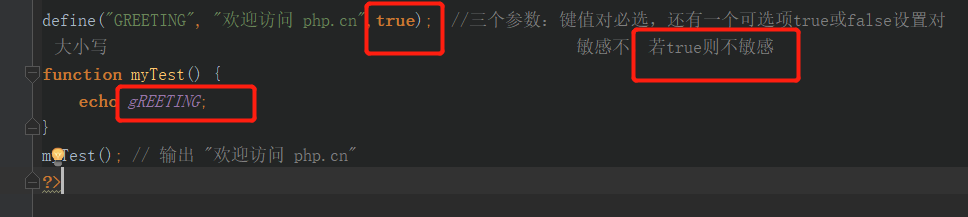 define("GREETING", "欢迎访问 php.cn",true); //三个参数：键值对必选，还有一个可选项true或false设置对
大小写 敏感不 若true则不敏感
function myTest() {
echo gREETING;
}
myTest(); // 输出 "欢迎访问 php.cn"
?>